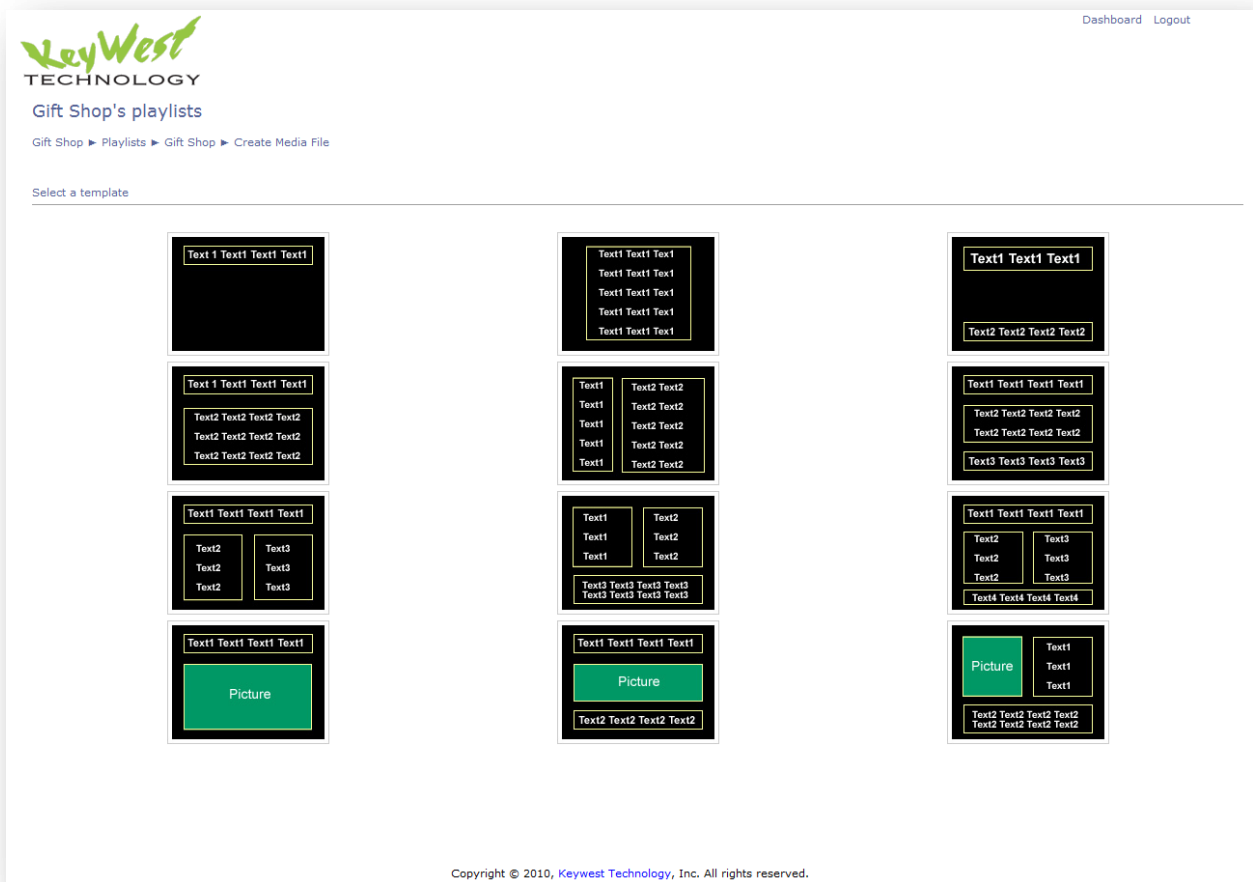 Dashboard Logout
KeyWest
TECHNOLOGY
Gift Shop's playlists
Gift Shop ► Playlists ► Gift Shop ► Create Media File
Select a template
Text 1 Text1 Text1 Text1
Text1 Text1 Tex1
Text1 Text1 Tex1
Text1 Text1 Tex1
Text1 Text1 Tex1
Text1 Text1 Tex1
Text1 Text1 Text1
Text2 Text2 Text2 Text2
Text 1 Text1 Text1 Text1
Text2 Text2 Text2 Text2
Text2 Text2 Text2 Text2
Text2 Text2 Text2 Text2
Text1
Text1
Text1
Text1
Text1
Text2 Text2
Text2 Text2
Text2 Text2
Text2 Text2
Text2 Text2
Text1 Text1 Text1 Text1
Text2 Text2 Text2 Text2
Text2 Text2 Text2 Text2
Text3 Text3 Text3 Text3
Text1 Text1 Text1 Text1
Text2
Text2
Text2
Text3
Text3
Text3
Text1
Text1
Text1
Text2
Text2
Text2
Text3 Text3 Text3 Text3
Text3 Text3 Text3 Text3
Text1 Text1 Text1 Text1
Text2
Text2
Text2
Text3
Text3
Text3
Text4 Text4 Text4 Text4
Text1 Text1 Text1 Text1
Picture
Text1 Text1 Text1 Text1
Picture
Text2 Text2 Text2 Text2
Picture
Text1
Text1
Text1
Text2 Text2 Text2 Text2
Text2 Text2 Text2 Text2
Copyright © 2010, Keywest Technology, Inc. All rights reserved.